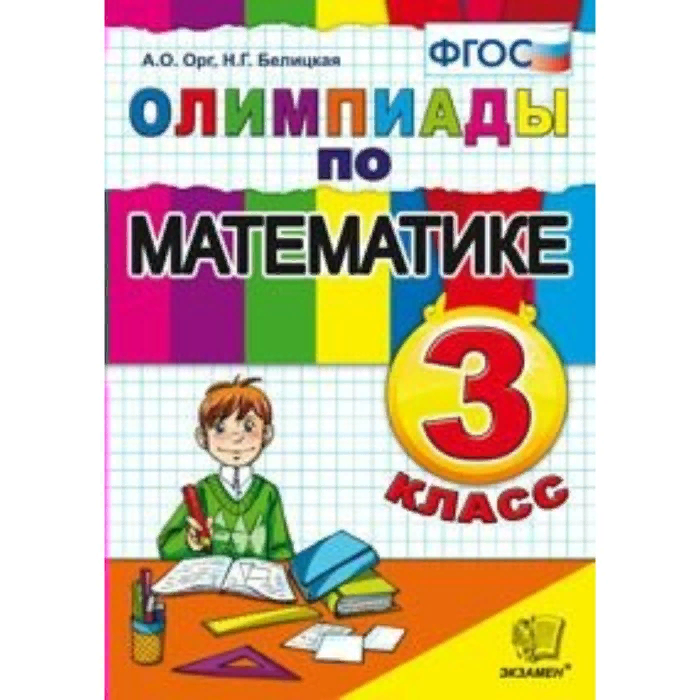 А.О. Орг, Н.Г. Белицкая
ФГОС
ОЛИМПИАДЫ
ПО
МАТЕМАТИКЕ
3
КЛАСС
ЭКЗАМЕН®